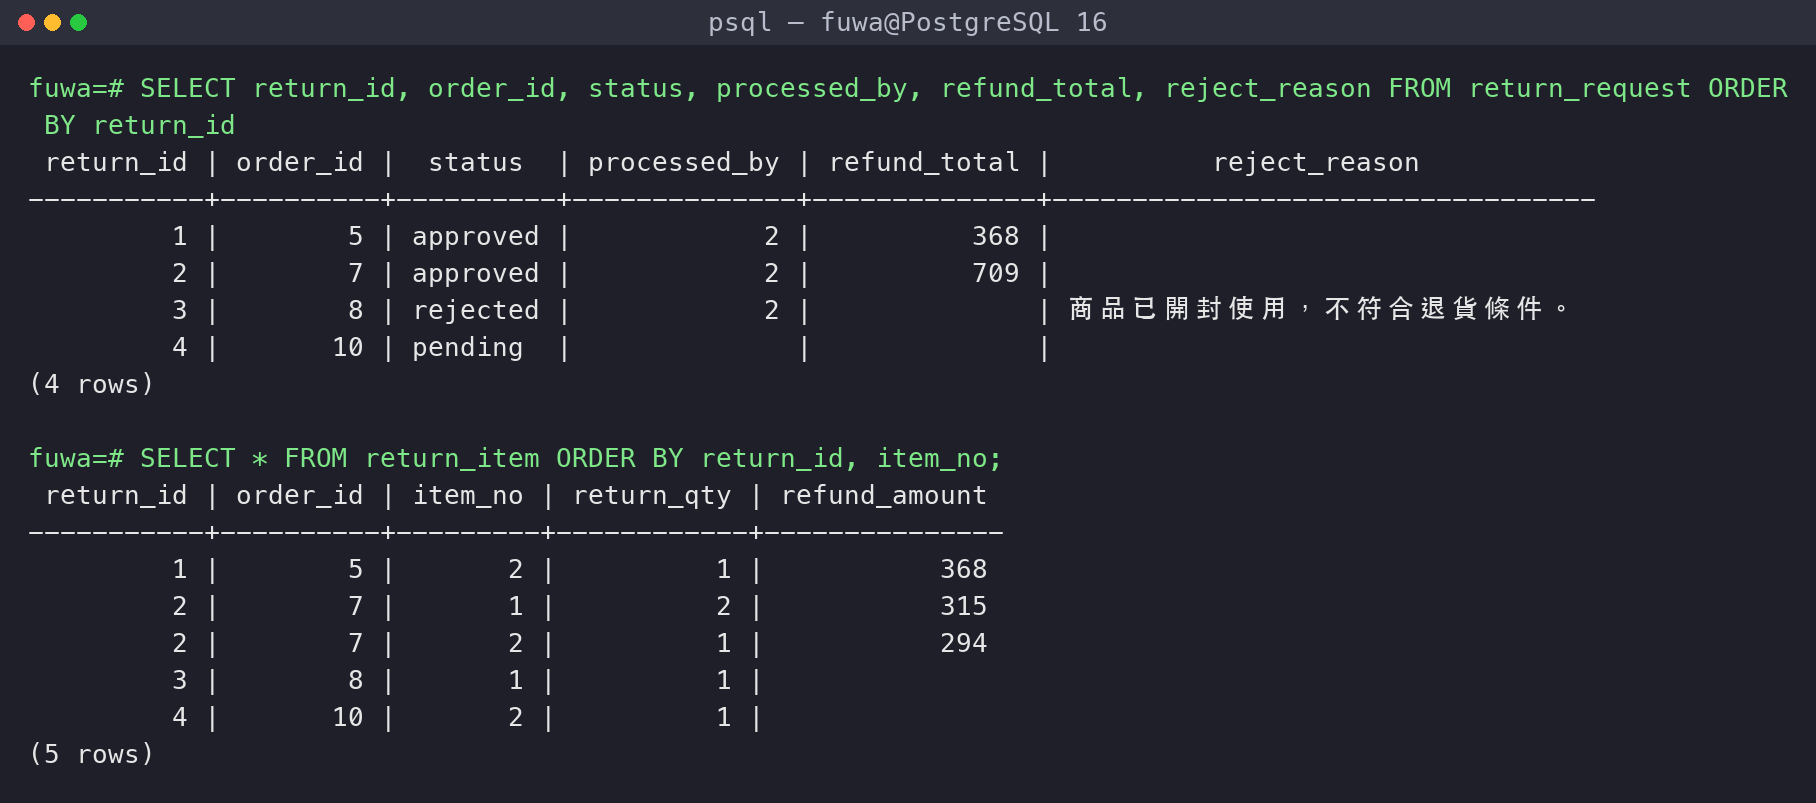 psql — fuwa@PostgreSQL 16
fuwa=# SELECT return_id, order_id, status, processed_by, refund_total, reject_reason FROM return_request ORDER
 BY return_id
 return_id | order_id |  status  | processed_by | refund_total |          reject_reason
-----------+----------+----------+--------------+--------------+----------------------------------
         1 |        5 | approved |            2 |          368 |
         2 |        7 | approved |            2 |          709 |
         3 |        8 | rejected |            2 |              | 商品已開封使用，不符合退貨條件。
         4 |       10 | pending  |              |              |
(4 rows)
fuwa=# SELECT * FROM return_item ORDER BY return_id, item_no;
 return_id | order_id | item_no | return_qty | refund_amount
-----------+----------+---------+------------+---------------
         1 |        5 |       2 |          1 |           368
         2 |        7 |       1 |          2 |           315
         2 |        7 |       2 |          1 |           294
         3 |        8 |       1 |          1 |
         4 |       10 |       2 |          1 |
(5 rows)